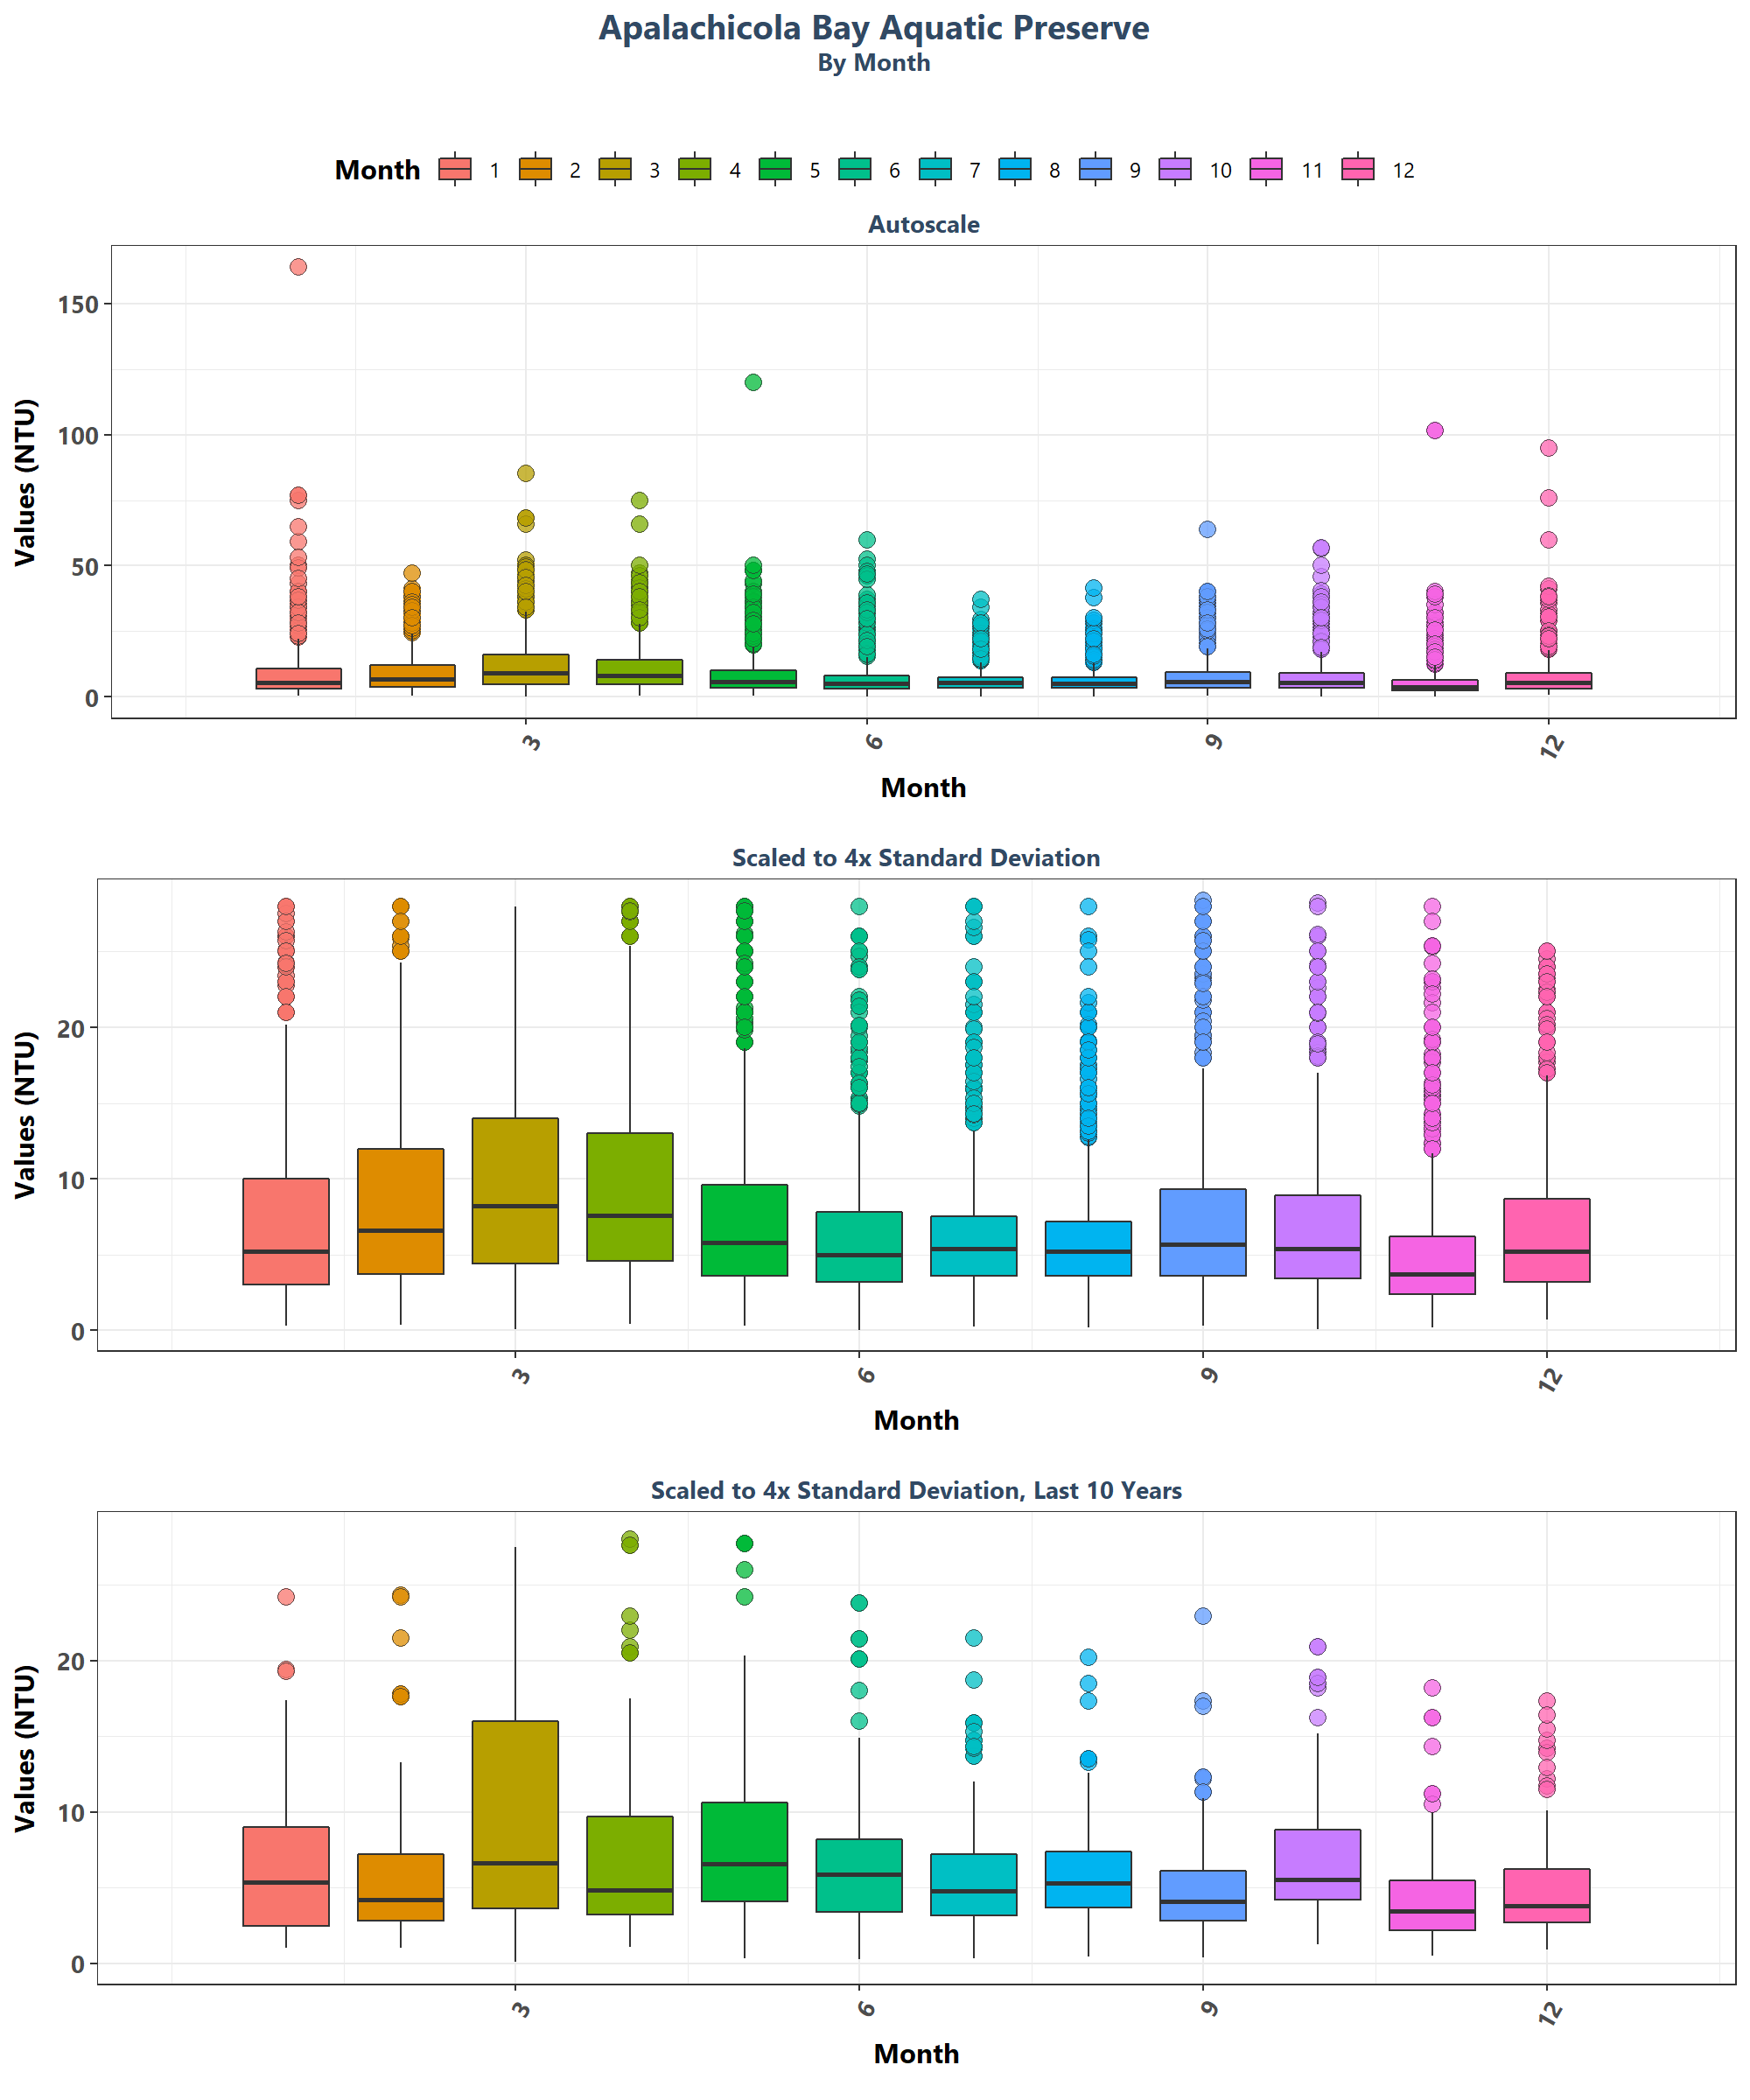 Apalachicola Bay Aquatic Preserve
By Month
Month 1 2 3 4 5 6 7 8 9 10 11 12
Autoscale
Values (NTU)
150
100
50
0
3 6 9 12
Month
Scaled to 4x Standard Deviation
Values (NTU)
20
10
0
3 6 9 12
Month
Scaled to 4x Standard Deviation, Last 10 Years
Values (NTU)
20
10
0
3 6 9 12
Month